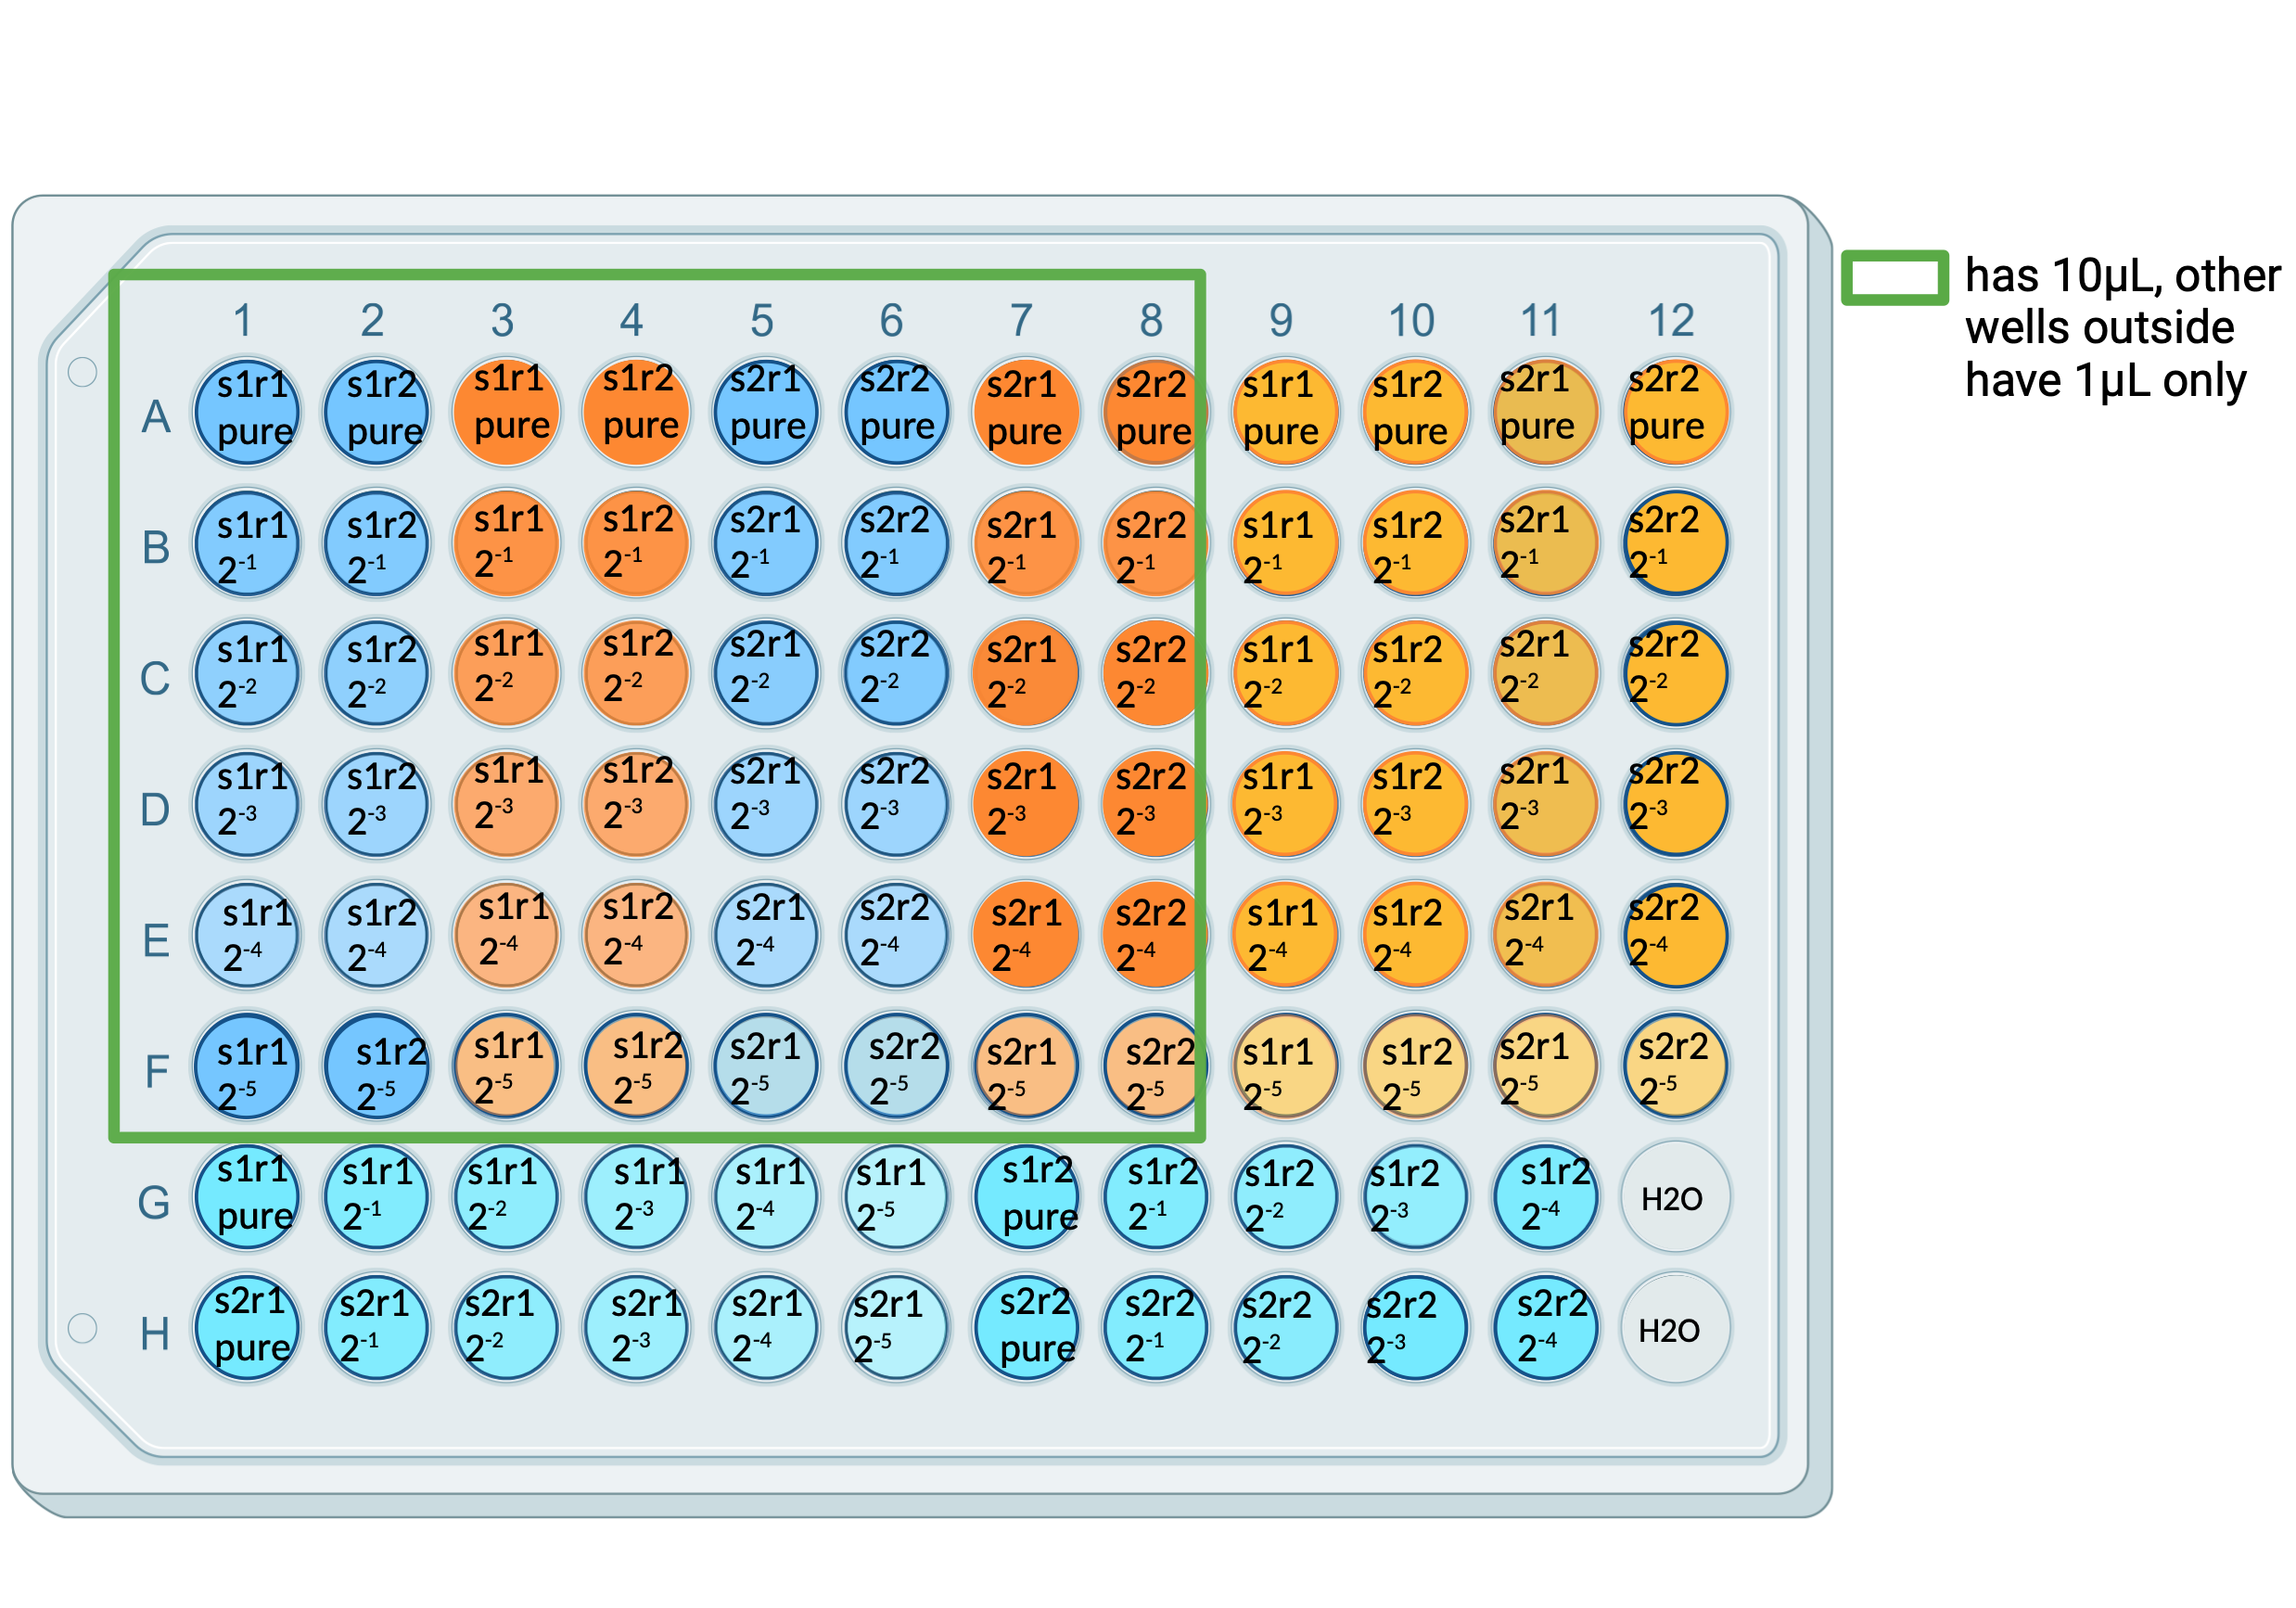 has 10μL, other
wells outside
have 1μL only
1 2 3 4 5 6 7 8 9 10 11 12
A
s1r1 s1r2 s1r1 s1r2 s2r1 s2r2 s2r1 s2r2 s1r1 s1r2 s2r1 s2r2
pure pure pure pure pure pure pure pure pure pure pure pure
B
s1r1 s1r2 s1r1 s1r2 s2r1 s2r2 s2r1 s2r2 s1r1 s1r2 s2r1 s2r2
2⁻¹ 2⁻¹ 2⁻¹ 2⁻¹ 2⁻¹ 2⁻¹ 2⁻¹ 2⁻¹ 2⁻¹ 2⁻¹ 2⁻¹ 2⁻¹
C
s1r1 s1r2 s1r1 s1r2 s2r1 s2r2 s2r1 s2r2 s1r1 s1r2 s2r1 s2r2
2⁻² 2⁻² 2⁻² 2⁻² 2⁻² 2⁻² 2⁻² 2⁻² 2⁻² 2⁻² 2⁻² 2⁻²
D
s1r1 s1r2 s1r1 s1r2 s2r1 s2r2 s2r1 s2r2 s1r1 s1r2 s2r1 s2r2
2⁻³ 2⁻³ 2⁻³ 2⁻³ 2⁻³ 2⁻³ 2⁻³ 2⁻³ 2⁻³ 2⁻³ 2⁻³ 2⁻³
E
s1r1 s1r2 s1r1 s1r2 s2r1 s2r2 s2r1 s2r2 s1r1 s1r2 s2r1 s2r2
2⁻⁴ 2⁻⁴ 2⁻⁴ 2⁻⁴ 2⁻⁴ 2⁻⁴ 2⁻⁴ 2⁻⁴ 2⁻⁴ 2⁻⁴ 2⁻⁴ 2⁻⁴
F
s1r1 s1r2 s1r1 s1r2 s2r1 s2r2 s2r1 s2r2 s1r1 s1r2 s2r1 s2r2
2⁻⁵ 2⁻⁵ 2⁻⁵ 2⁻⁵ 2⁻⁵ 2⁻⁵ 2⁻⁵ 2⁻⁵ 2⁻⁵ 2⁻⁵ 2⁻⁵ 2⁻⁵
G
s1r1 s1r1 s1r1 s1r1 s1r1 s1r1 s1r2 s1r2 s1r2 s1r2 s1r2 H2O
pure 2⁻¹ 2⁻² 2⁻³ 2⁻⁴ 2⁻⁵ pure 2⁻¹ 2⁻² 2⁻³ 2⁻⁴
H
s2r1 s2r1 s2r1 s2r1 s2r1 s2r1 s2r2 s2r2 s2r2 s2r2 s2r2 H2O
pure 2⁻¹ 2⁻² 2⁻³ 2⁻⁴ 2⁻⁵ pure 2⁻¹ 2⁻² 2⁻³ 2⁻⁴